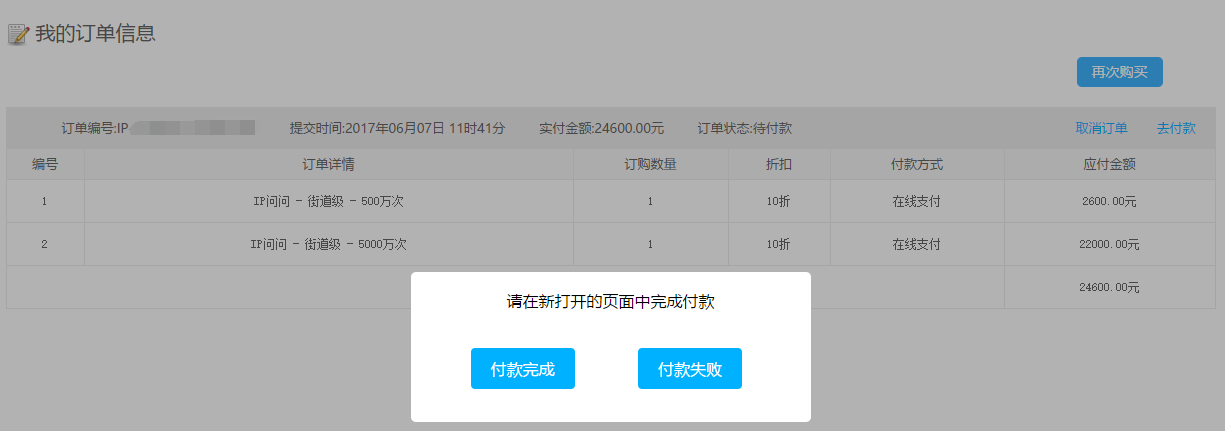 我的订单信息
再次购买
订单编号:IP 提交时间:2017年06月07日 11时41分 实付金额:24600.00元 订单状态:待付款 取消订单 去付款
编号 订单详情 订购数量 折扣 付款方式 应付金额
1 IP问问 - 街道级 - 500万次 1 10折 在线支付 2600.00元
2 IP问问 - 街道级 - 5000万次 1 10折 在线支付 22000.00元
24600.00元
请在新打开的页面中完成付款
付款完成 付款失败